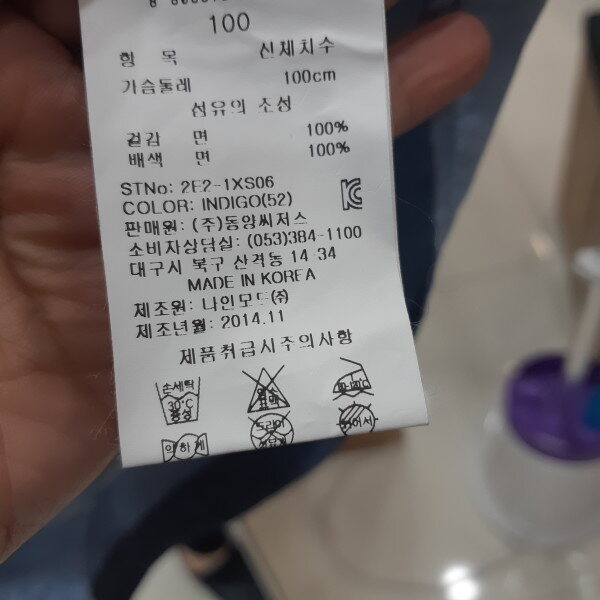 100
항 목 신체치수
가슴둘레 100cm
섬유의 조성
겉감 면 100%
배색 면 100%
STNo: 2F2-1XS06
COLOR: INDIGO(52)
판매원: (주)동양씨저스
소비자상담실: (053)384-1100
대구시 북구 산격동 14-34
MADE IN KOREA
제조원: 나인모드㈜
제조년월: 2014.11
제품취급시주의사항
손세탁
30°C
중성
약하게